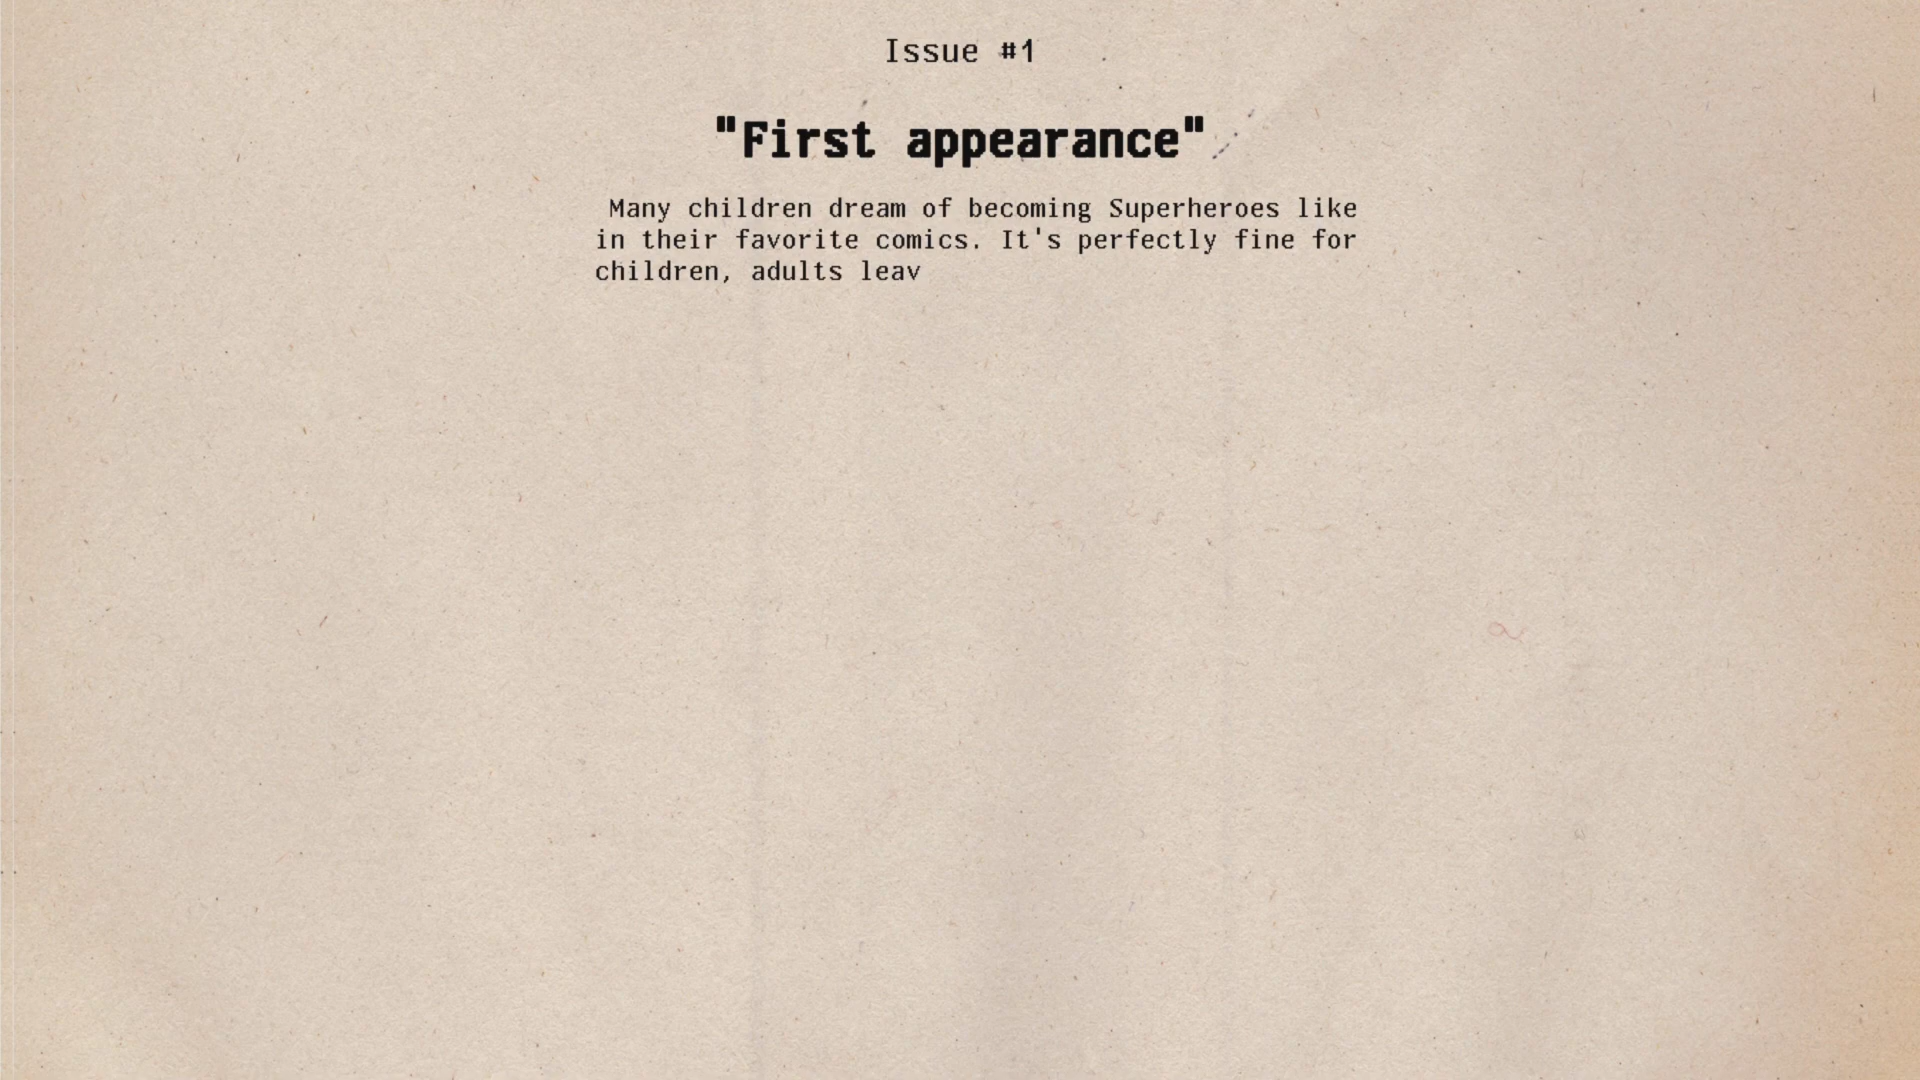 Issue #1
"First appearance"
Many children dream of becoming Superheroes like
in their favorite comics. It's perfectly fine for
children, adults leav